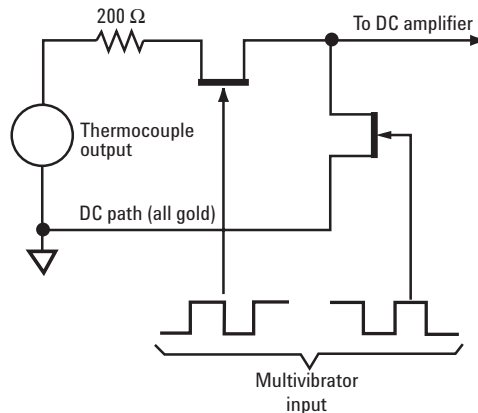 200 Ω
To DC amplifier
Thermocouple
output
DC path (all gold)
Multivibrator
input